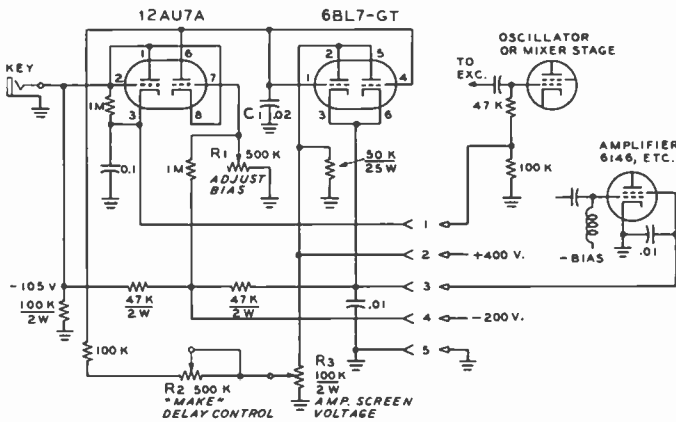 12AU7A
6BL7-GT
OSCILLATOR
OR MIXER STAGE
KEY
1 6
2 7
3 8
1M
0.1
C1 .02
2 5
1 4
3 6
TO
EXC.
47 K
100 K
1M
R1 500 K
ADJUST
BIAS
50 K
25W
AMPLIFIER
6146, ETC.
-BIAS
.01
1
2 +400 V.
-105 V
3
100 K
2 W
47 K
2 W
47 K
2 W
.01
4 -200 V.
5
100 K
R2 500 K
"MAKE"
DELAY CONTROL
R3
100 K
2 W
AMP. SCREEN
VOLTAGE